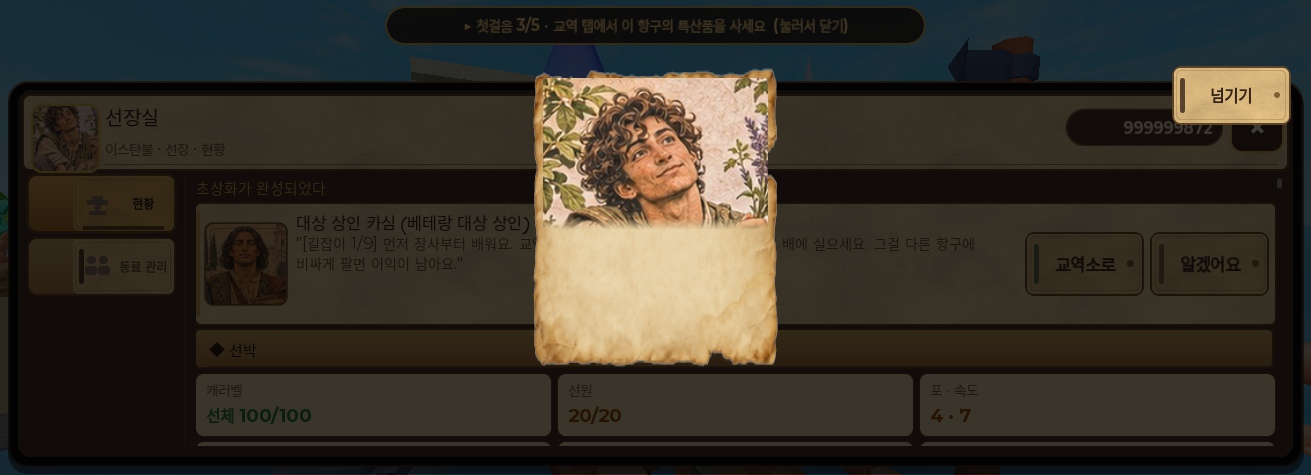 ▸ 첫걸음 3/5 · 교역 탭에서 이 항구의 특산품을 사세요 (눌러서 닫기)
넘기기
선장실
999999872
이스탄불 · 선장 · 현황
현황
동료 관리
초상화가 완성되었다
대상 상인 카심 (베테랑 대상 상인)
"[길잡이 1/9] 먼저 장사부터 배워요. 교 배에 실으세요. 그걸 다른 항구에
비싸게 팔면 이익이 남아요."
교역소로
알겠어요
◆ 선박
캐러벨
선체 100/100
선원
20/20
포 · 속도
4 · 7